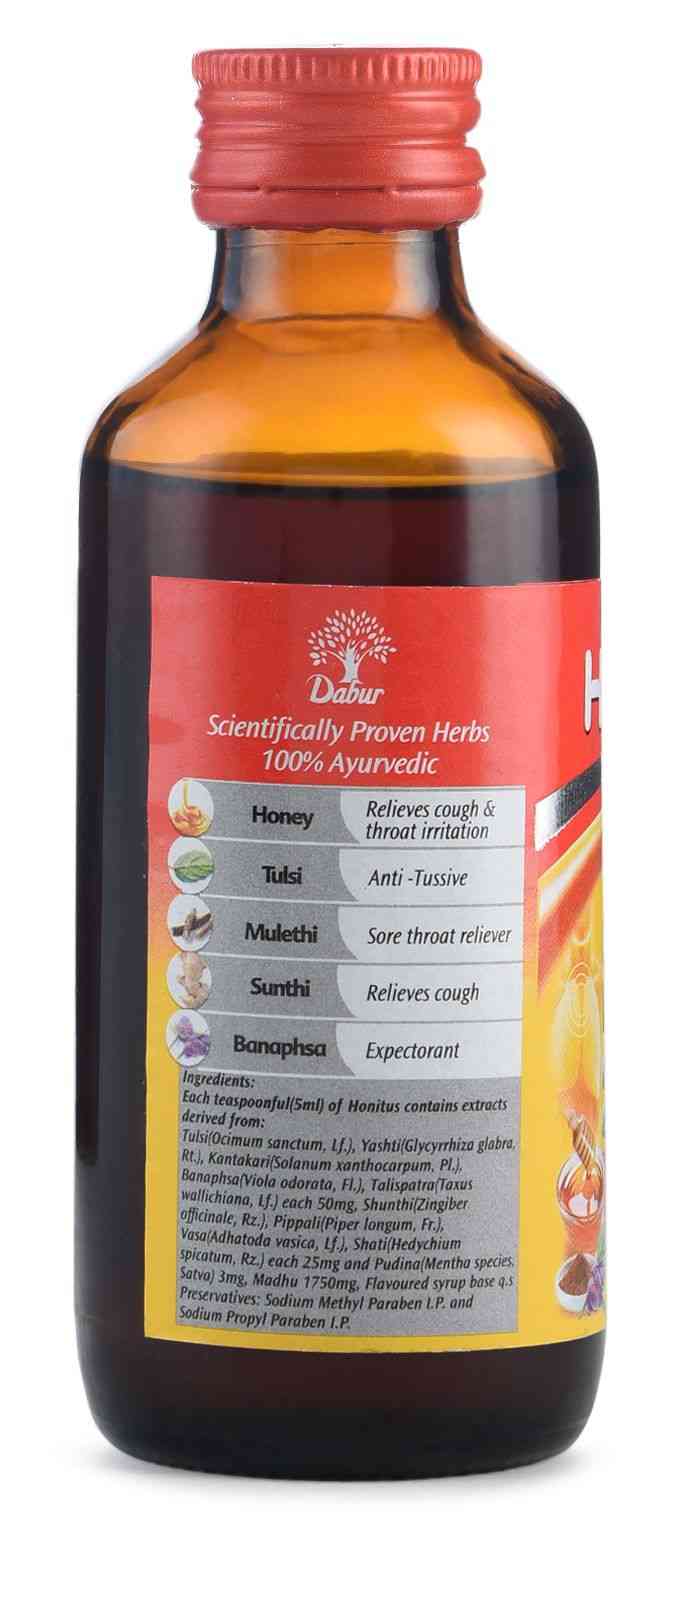 Dabur
Scientifically Proven Herbs
100% Ayurvedic
Honey
Relieves cough &
throat irritation
Tulsi
Anti -Tussive
Mulethi
Sore throat reliever
Sunthi
Relieves cough
Banaphsa
Expectorant
Ingredients:
Each teaspoonful(5ml) of Honitus contains extracts
derived from:
Tulsi(Ocimum sanctum, Lf.), Yashti(Glycyrrhiza glabra,
Rt.), Kantakari(Solanum xanthocarpum, Pl.),
Banaphsa(Viola odorata, Fl.), Talispatra(Taxus
wallichiana, Lf.) each 50mg, Shunthi(Zingiber
officinale, Rz.), Pippali(Piper longum, Fr.),
Vasa(Adhatoda vasica, Lf.), Shati(Hedychium
spicatum, Rz.) each 25mg and Pudina(Mentha species,
Satva) 3mg, Madhu 1750mg, Flavoured syrup base q.s
Preservatives: Sodium Methyl Paraben I.P. and
Sodium Propyl Paraben I.P.
H